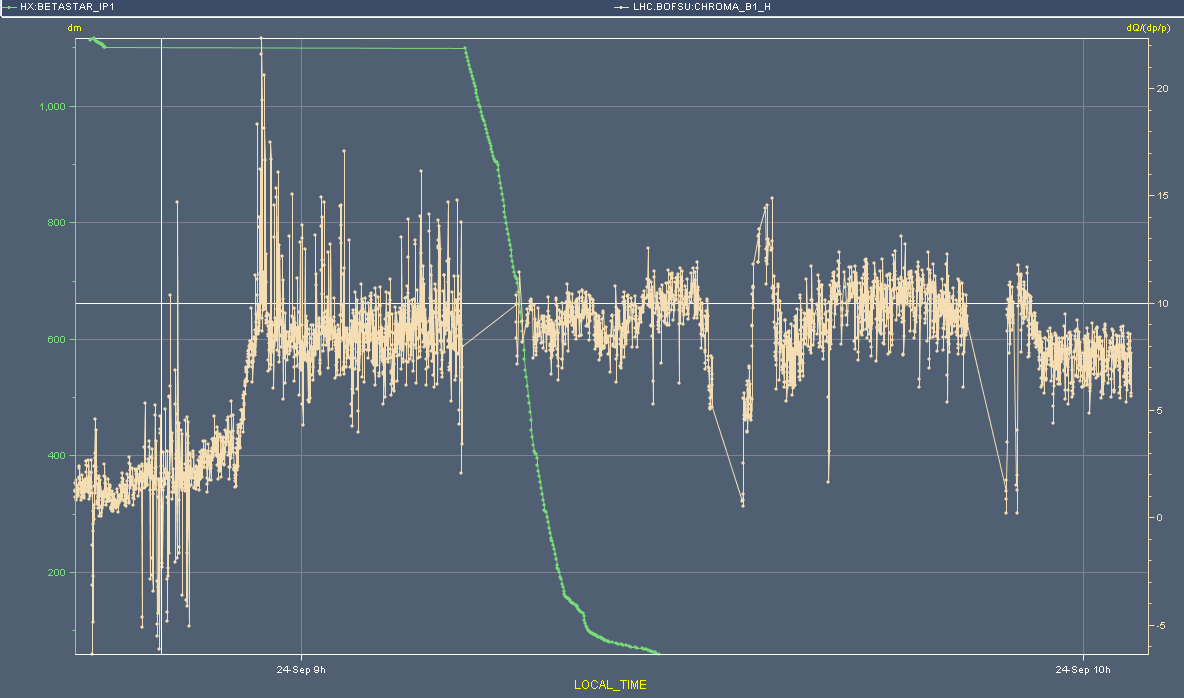 HX:BETASTAR_IP1 LHC.BOFSU:CHROMA_B1_H
dm dQ/(dp/p)
20
1,000
15
800
10
600
5
400
0
200
-5
24-Sep 9h 24-Sep 10h
LOCAL_TIME